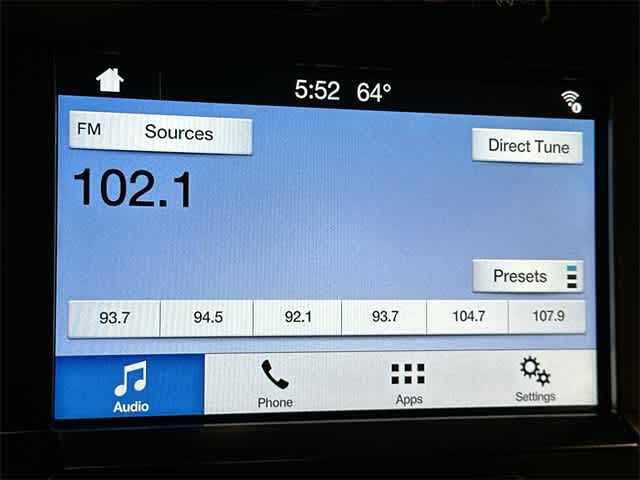 5:52 64°
FM Sources
Direct Tune
102.1
Presets
93.7 94.5 92.1 93.7 104.7 107.9
Audio Phone Apps Settings